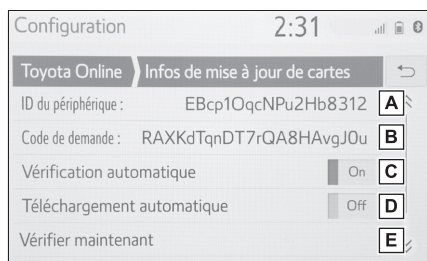 Configuration 2:31
Toyota Online Infos de mise à jour de cartes
ID du périphérique : EBcp1OqcNPu2Hb8312 A
Code de demande : RAXKdTqnDT7rQA8HAvgJ0u B
Vérification automatique On C
Téléchargement automatique Off D
Vérifier maintenant E